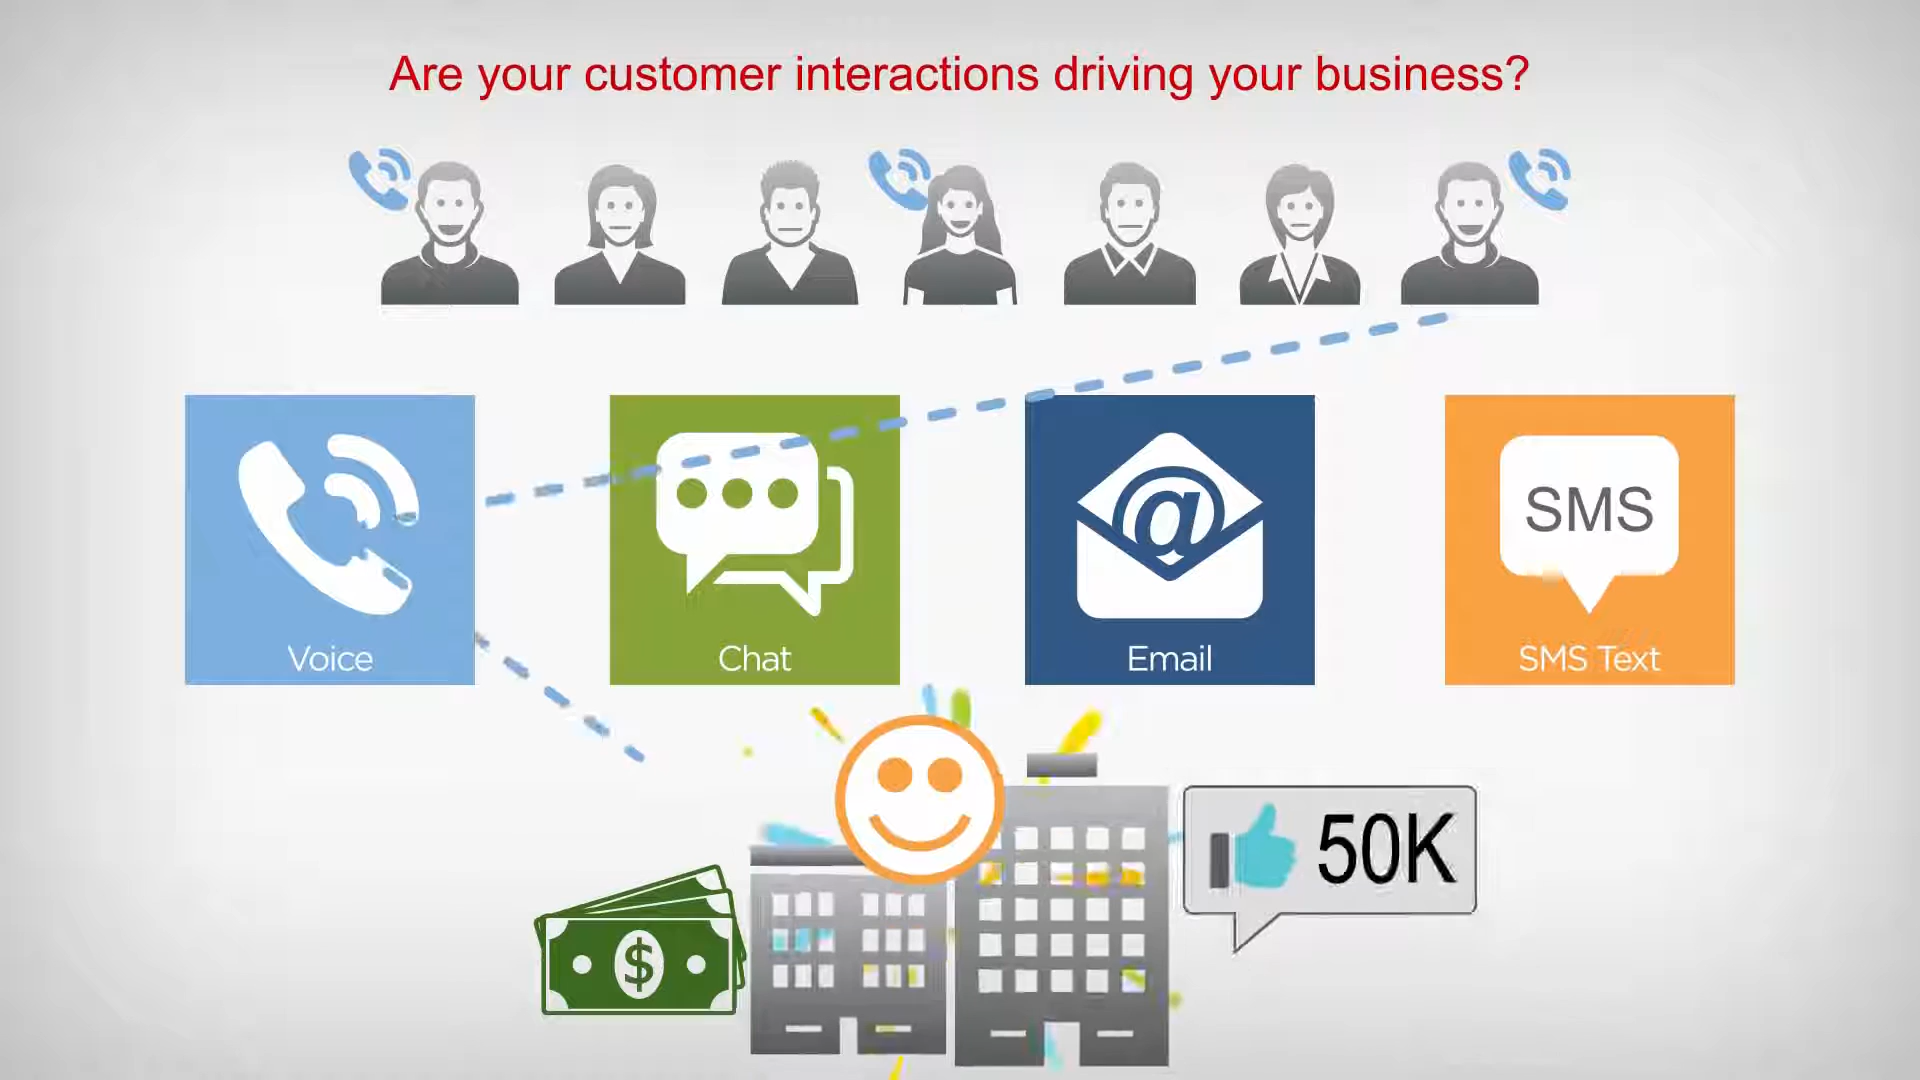 Are your customer interactions driving your business?
SMS
Voice
Chat
Email
SMS Text
50K
$